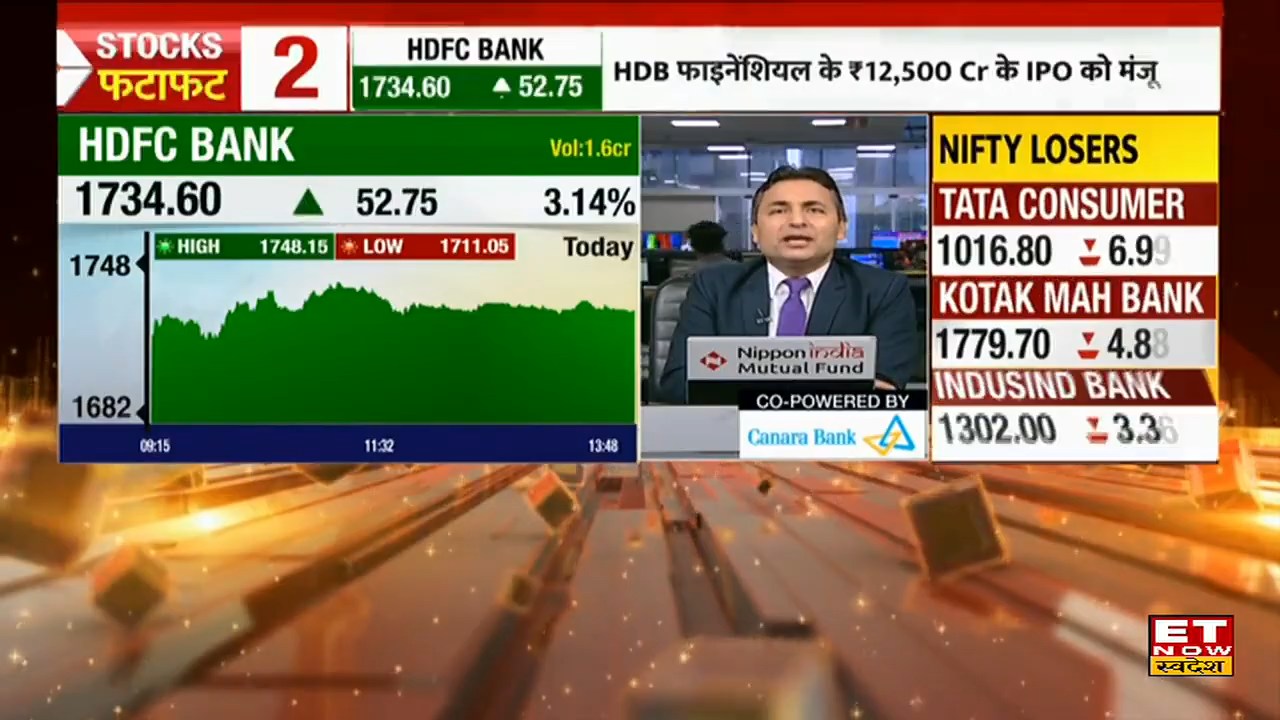 STOCKS
फटाफट
2
HDFC BANK
1734.60 ▲ 52.75
HDB फाइनेंशियल के ₹12,500 Cr के IPO को मंजू
HDFC BANK
Vol:1.6cr
1734.60 ▲ 52.75 3.14%
HIGH 1748.15 LOW 1711.05 Today
1748
1682
09:15 11:32 13:48
Nippon india
Mutual Fund
CO-POWERED BY
Canara Bank
NIFTY LOSERS
TATA CONSUMER
1016.80 ▼ 6.99
KOTAK MAH BANK
1779.70 ▼ 4.88
INDUSIND BANK
1302.00 ▼ 3.36
ET
NOW
स्वदेश